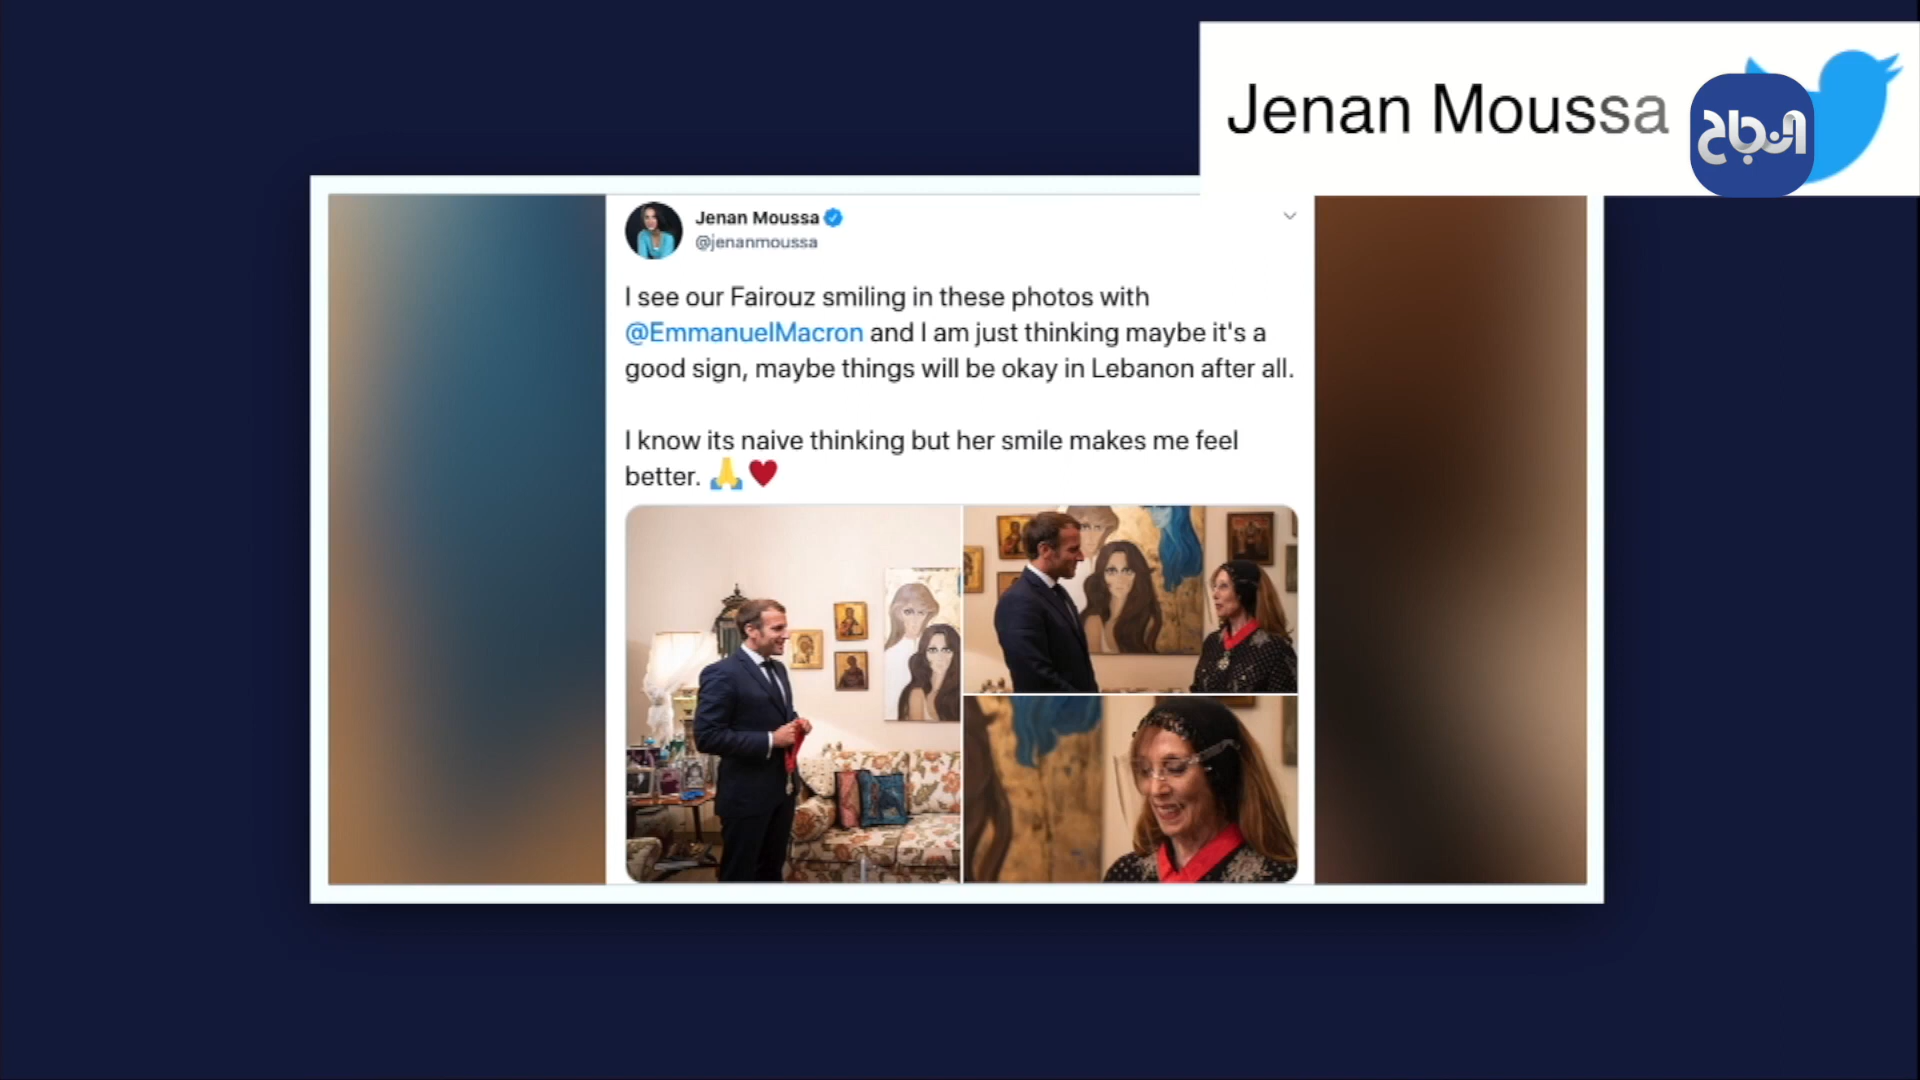 Jenan Moussa
النجاح
Jenan Moussa
@jenanmoussa
I see our Fairouz smiling in these photos with
@EmmanuelMacron and I am just thinking maybe it's a
good sign, maybe things will be okay in Lebanon after all.
I know its naive thinking but her smile makes me feel
better. 🙏♥